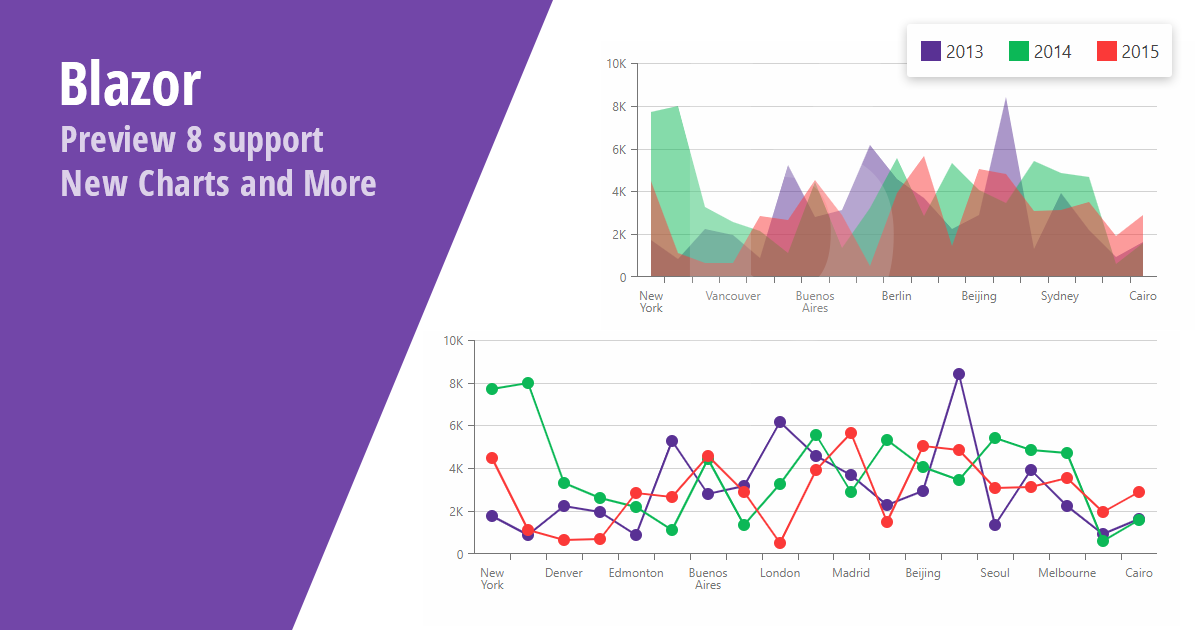 Blazor
Preview 8 support
New Charts and More
2013 2014 2015
10K
8K
6K
4K
2K
0
New York Vancouver Buenos Aires Berlin Beijing Sydney Cairo
10K
8K
6K
4K
2K
0
New York Denver Edmonton Buenos Aires London Madrid Beijing Seoul Melbourne Cairo